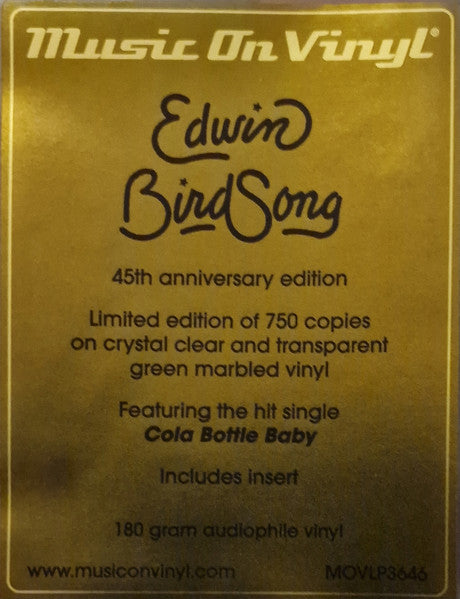 Music On Vinyl®
Edwin
BirdSong
45th anniversary edition
Limited edition of 750 copies
on crystal clear and transparent
green marbled vinyl
Featuring the hit single
Cola Bottle Baby
Includes insert
180 gram audiophile vinyl
www.musiconvinyl.com MOVLP3646